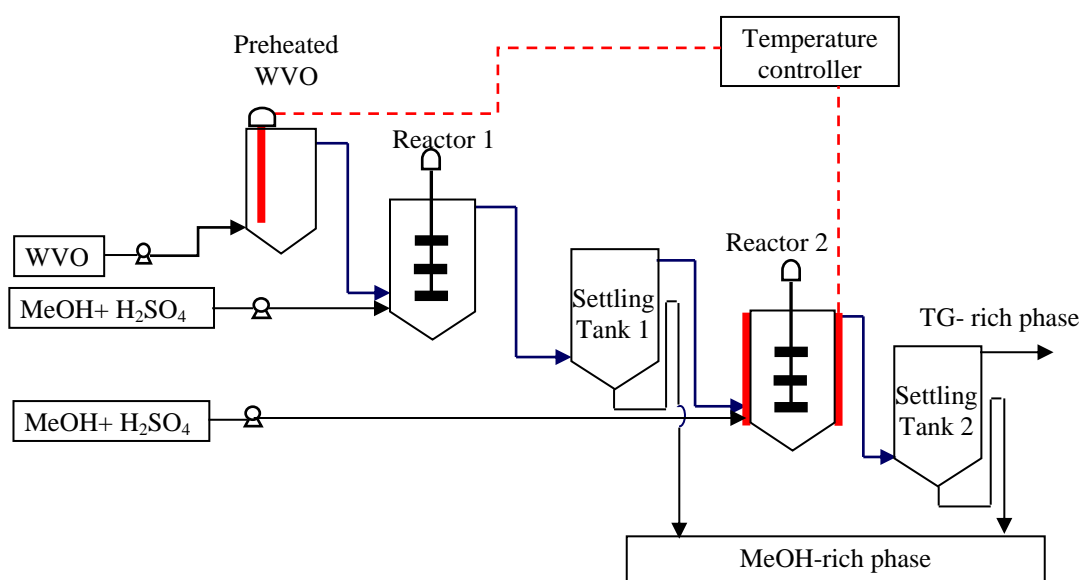 Temperature
controller
Preheated
WVO
Reactor 1
WVO
MeOH+ H₂SO₄
Settling
Tank 1
Reactor 2
TG- rich phase
Settling
Tank 2
MeOH+ H₂SO₄
MeOH-rich phase